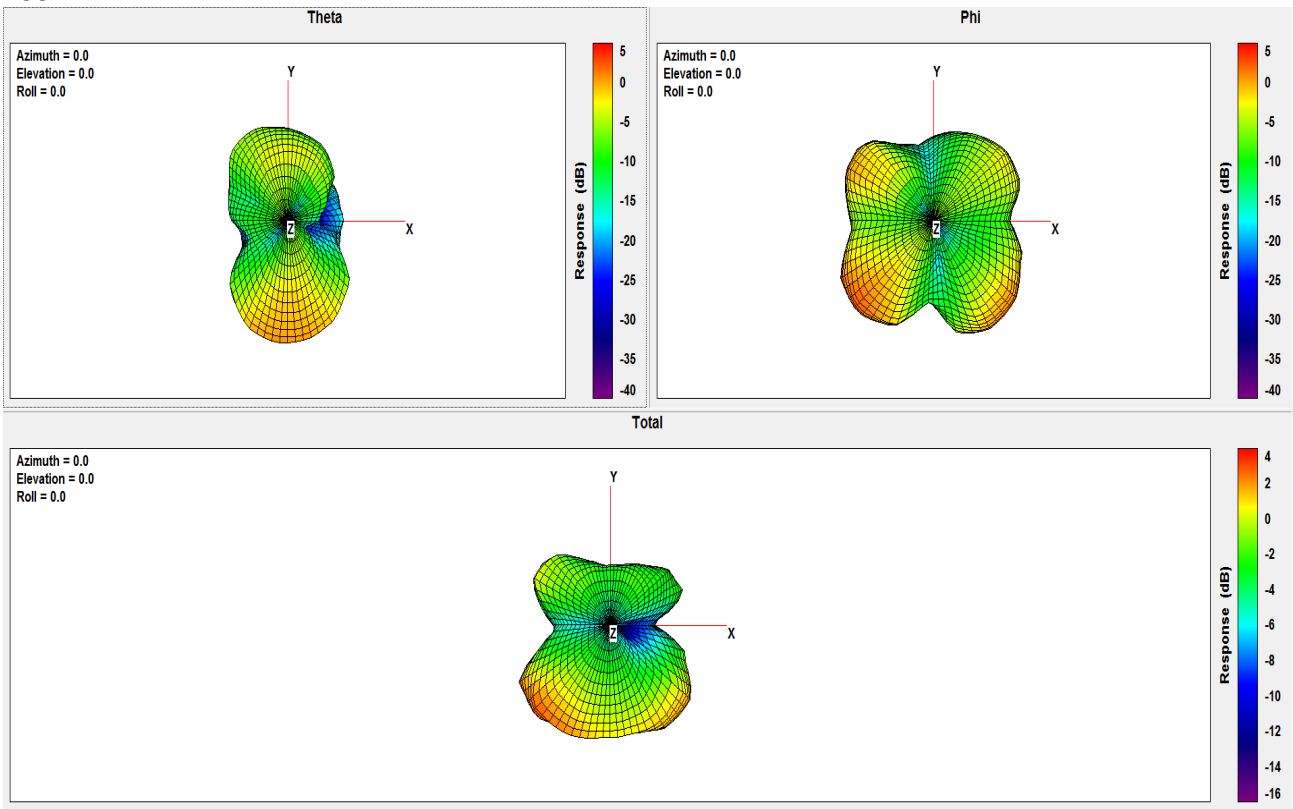 Theta
Azimuth = 0.0
Elevation = 0.0
Roll = 0.0
Y
X
Z
5
0
-5
-10
-15
-20
-25
-30
-35
-40
Response (dB)
Phi
Azimuth = 0.0
Elevation = 0.0
Roll = 0.0
Y
X
Z
5
0
-5
-10
-15
-20
-25
-30
-35
-40
Response (dB)
Total
Azimuth = 0.0
Elevation = 0.0
Roll = 0.0
Y
X
Z
4
2
0
-2
-4
-6
-8
-10
-12
-14
-16
Response (dB)